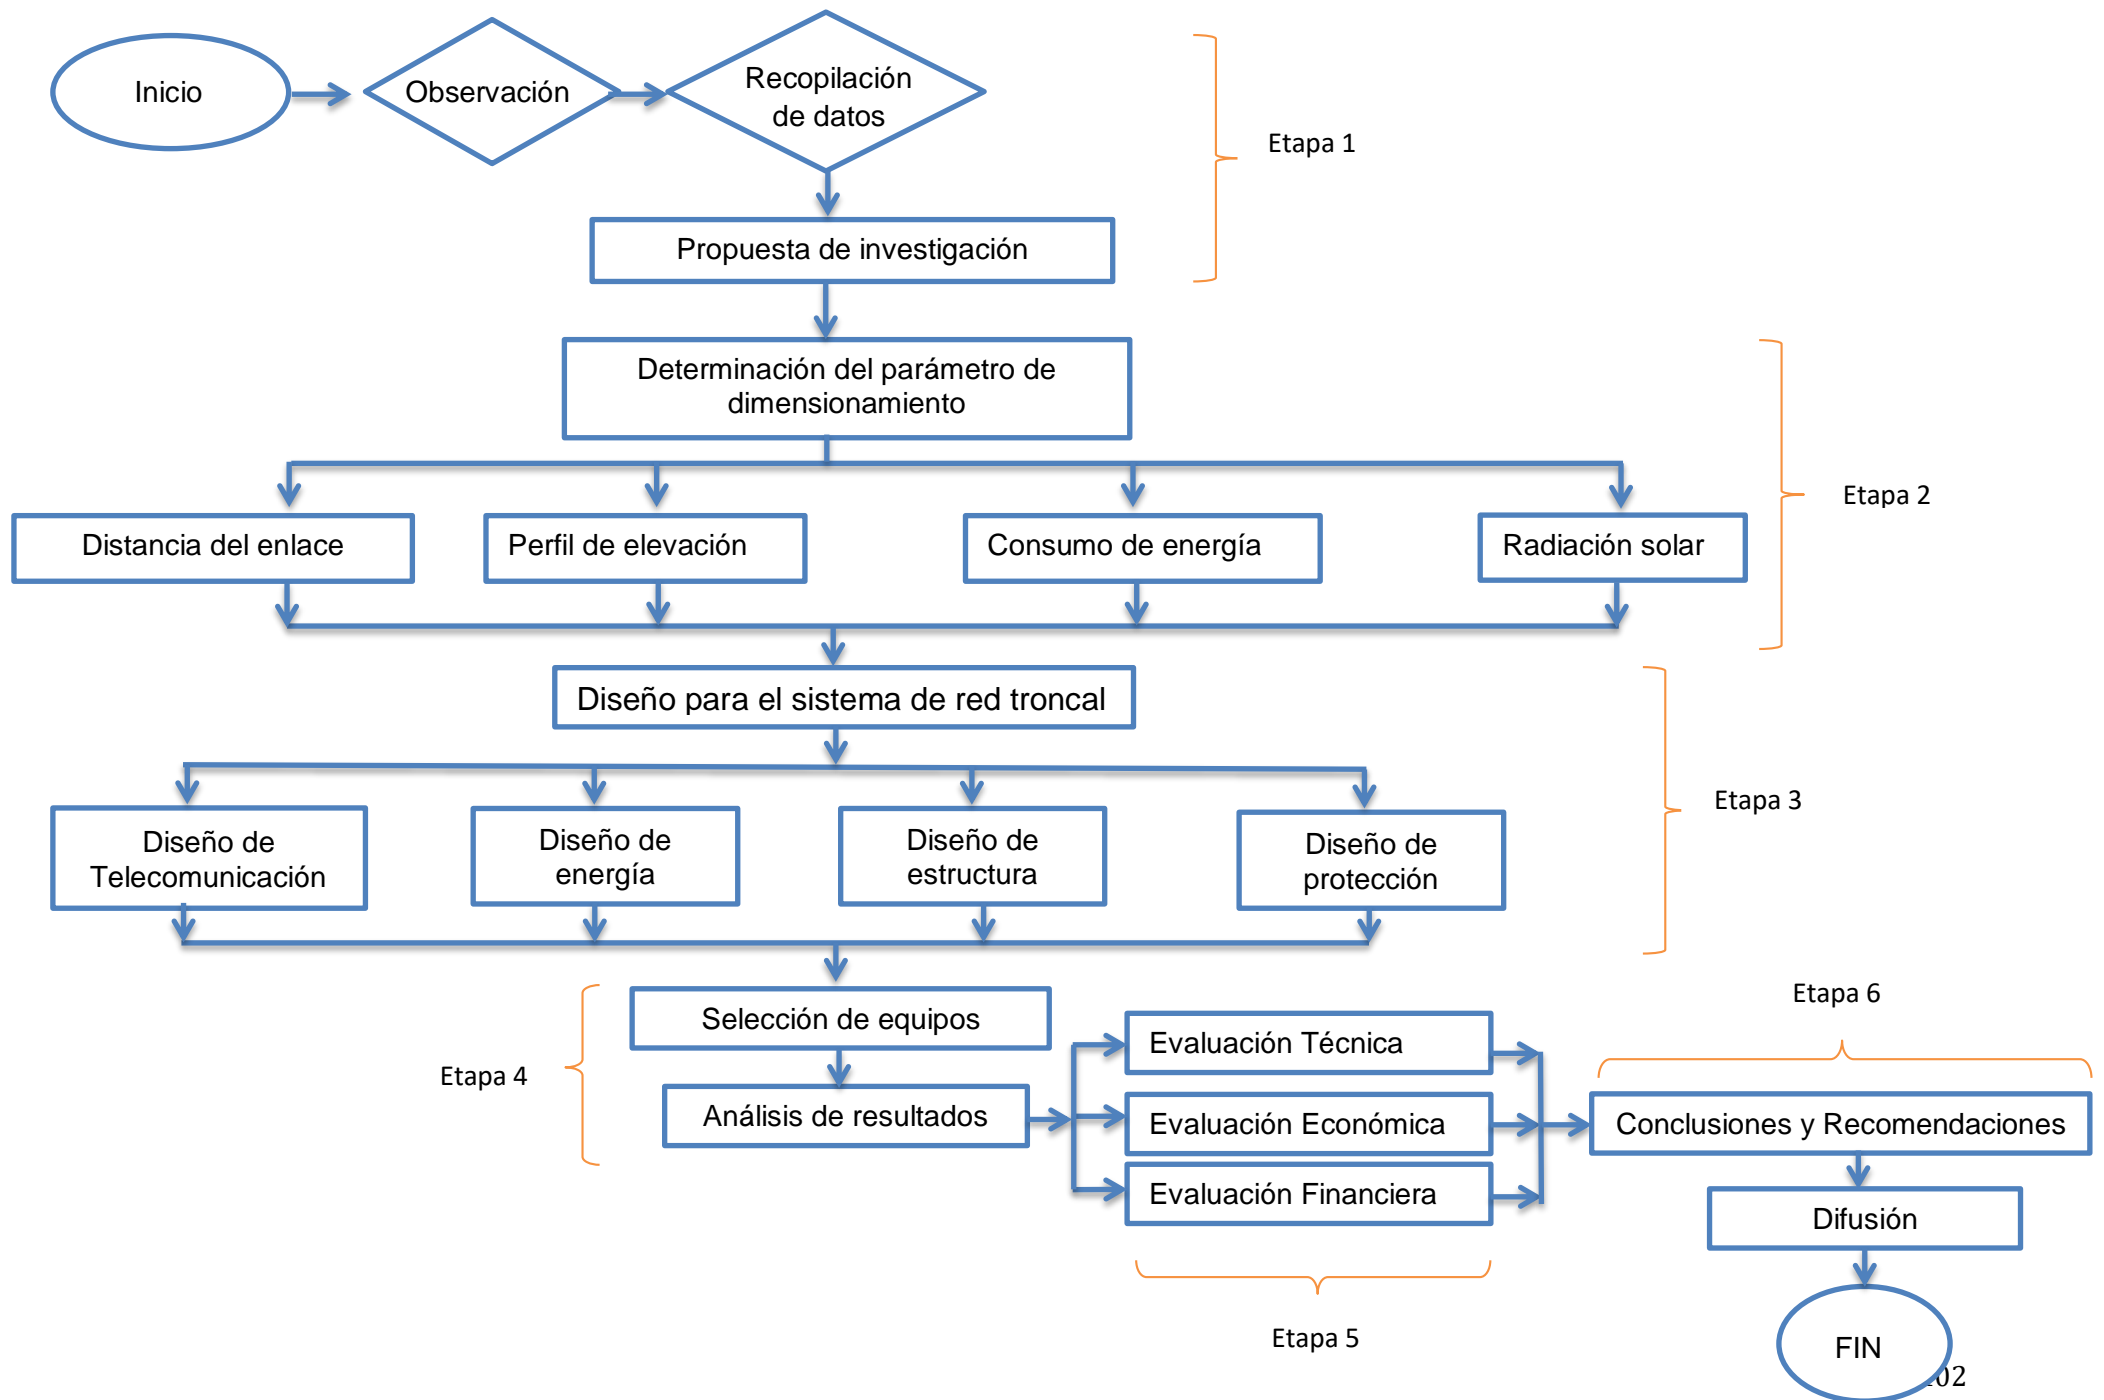 Inicio
Observación
Recopilación
de datos
Etapa 1
Propuesta de investigación
Determinación del parámetro de
dimensionamiento
Etapa 2
Distancia del enlace
Perfil de elevación
Consumo de energía
Radiación solar
Diseño para el sistema de red troncal
Etapa 3
Diseño de
Telecomunicación
Diseño de
energía
Diseño de
estructura
Diseño de
protección
Selección de equipos
Etapa 4
Análisis de resultados
Evaluación Técnica
Evaluación Económica
Evaluación Financiera
Etapa 5
Etapa 6
Conclusiones y Recomendaciones
Difusión
FIN